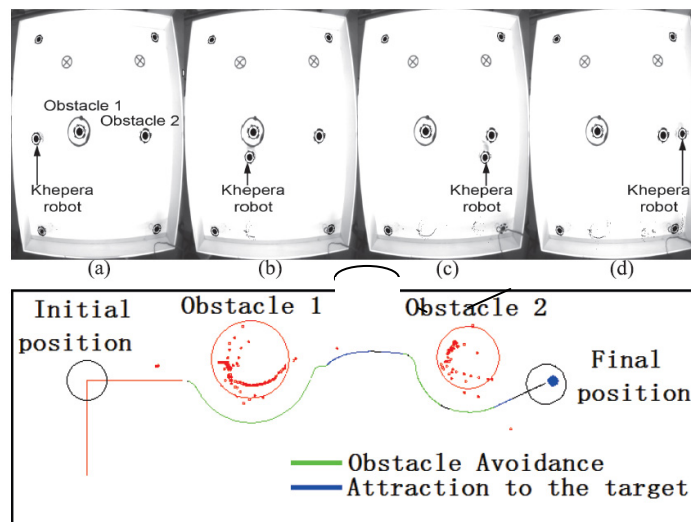 Obstacle 1
Obstacle 2
Khepera
robot
Khepera
robot
Khepera
robot
Khepera
robot
(a)
(b)
(c)
(d)
Initial
position
Obstacle 1
Obstacle 2
Final
position
Obstacle Avoidance
Attraction to the target